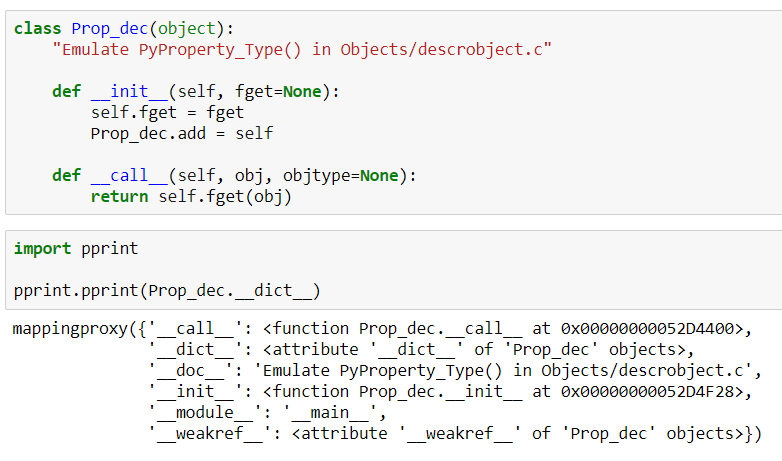 class Prop_dec(object):
    "Emulate PyProperty_Type() in Objects/descrobject.c"
    def __init__(self, fget=None):
        self.fget = fget
        Prop_dec.add = self
    def __call__(self, obj, objtype=None):
        return self.fget(obj)
import pprint
pprint.pprint(Prop_dec.__dict__)
mappingproxy({'__call__': <function Prop_dec.__call__ at 0x00000000052D4400>,
              '__dict__': <attribute '__dict__' of 'Prop_dec' objects>,
              '__doc__': 'Emulate PyProperty_Type() in Objects/descrobject.c',
              '__init__': <function Prop_dec.__init__ at 0x00000000052D4F28>,
              '__module__': '__main__',
              '__weakref__': <attribute '__weakref__' of 'Prop_dec' objects>})